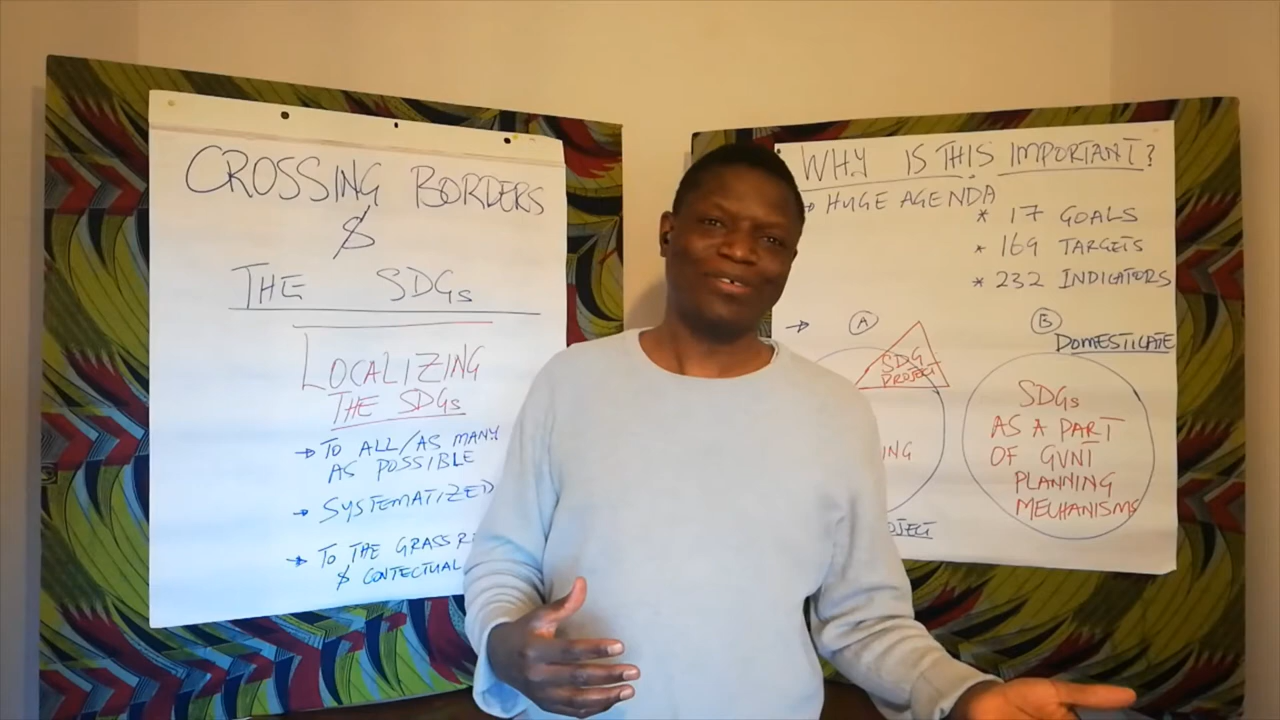 CROSSING BORDERS
&
THE SDGs
LOCALIZING
THE SDGs
→ TO ALL/AS MANY
AS POSSIBLE
→ SYSTEMATIZED
→ TO THE GRASSR
& CONTECTUAL
WHY IS THIS IMPORTANT?
→ HUGE AGENDA
* 17 GOALS
* 169 TARGETS
* 232 INDICATORS
→ A
SDG
PROJECT
ING
OJECT
B
DOMESTICATE
SDGs
AS A PART
OF GVNT
PLANNING
MECHANISMS